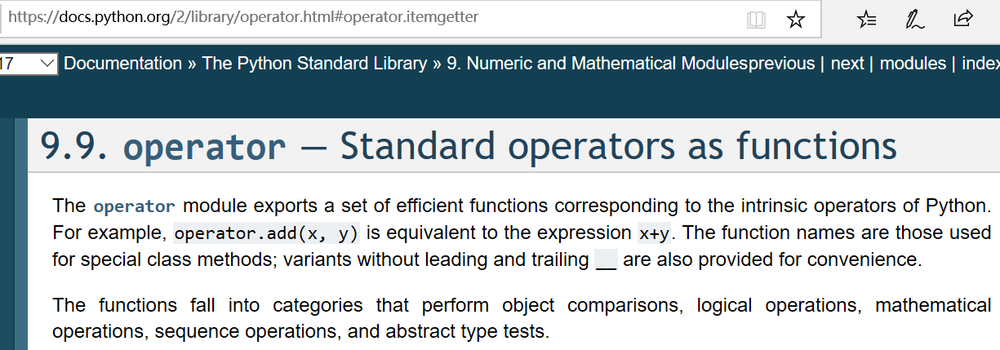 https://docs.python.org/2/library/operator.html#operator.itemgetter
17 Documentation » The Python Standard Library » 9. Numeric and Mathematical Modulesprevious | next | modules | index
9.9. operator — Standard operators as functions
The operator module exports a set of efficient functions corresponding to the intrinsic operators of Python.
For example, operator.add(x, y) is equivalent to the expression x+y. The function names are those used
for special class methods; variants without leading and trailing __ are also provided for convenience.
The functions fall into categories that perform object comparisons, logical operations, mathematical
operations, sequence operations, and abstract type tests.